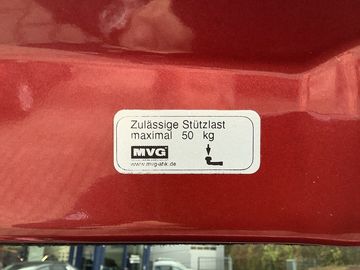 Zulässige Stützlast
maximal 50 kg
MVG
www.mvg-ahk.de